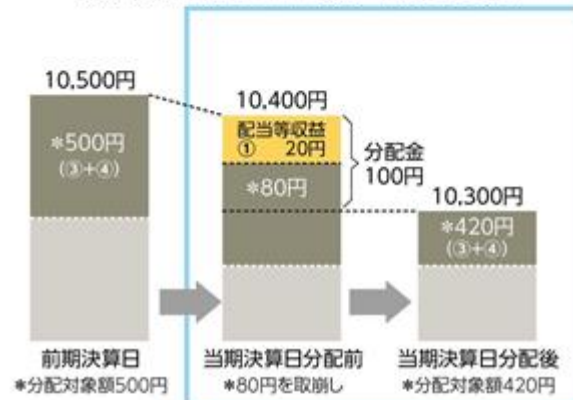 10,500円
*500円
(③+④)
10,400円
配当等収益
① 20円
*80円
分配金
100円
10,300円
*420円
(③+④)
前期決算日
*分配対象額500円
当期決算日分配前
*80円を取崩し
当期決算日分配後
*分配対象額420円